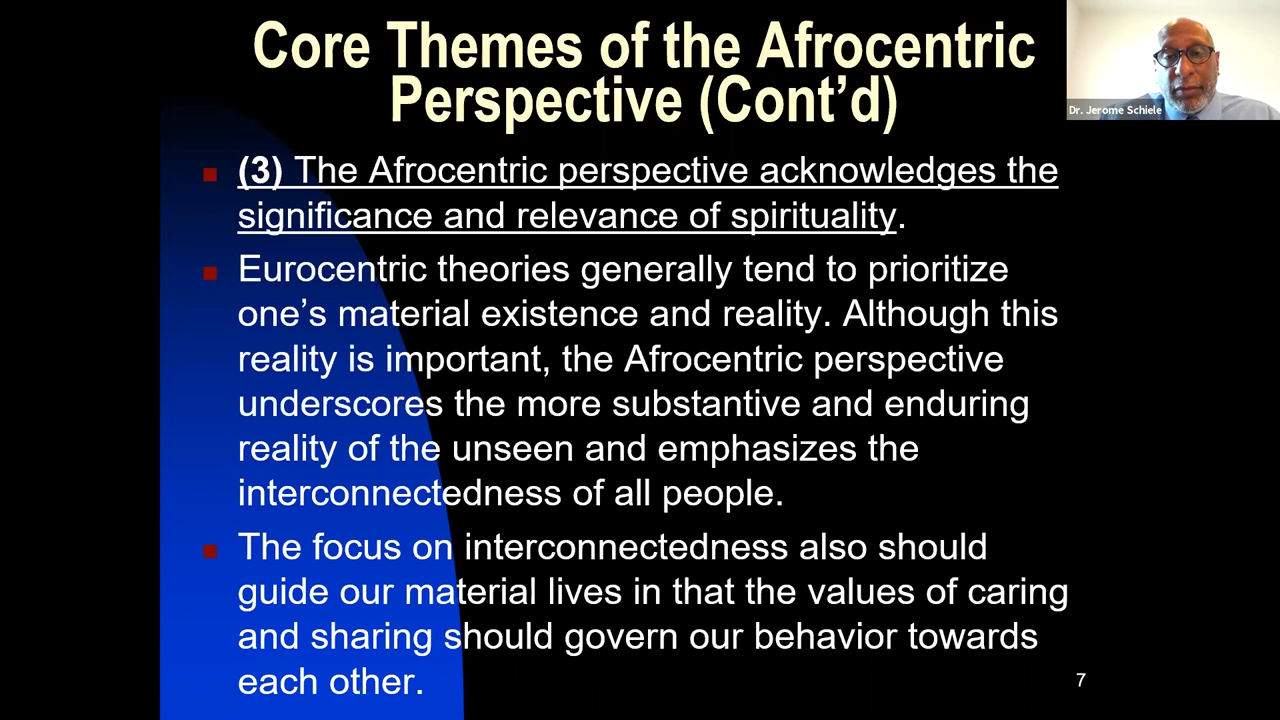 Core Themes of the Afrocentric
Perspective (Cont’d)
Dr. Jerome Schiele
(3) The Afrocentric perspective acknowledges the
significance and relevance of spirituality.
Eurocentric theories generally tend to prioritize
one’s material existence and reality. Although this
reality is important, the Afrocentric perspective
underscores the more substantive and enduring
reality of the unseen and emphasizes the
interconnectedness of all people.
The focus on interconnectedness also should
guide our material lives in that the values of caring
and sharing should govern our behavior towards
each other.
7